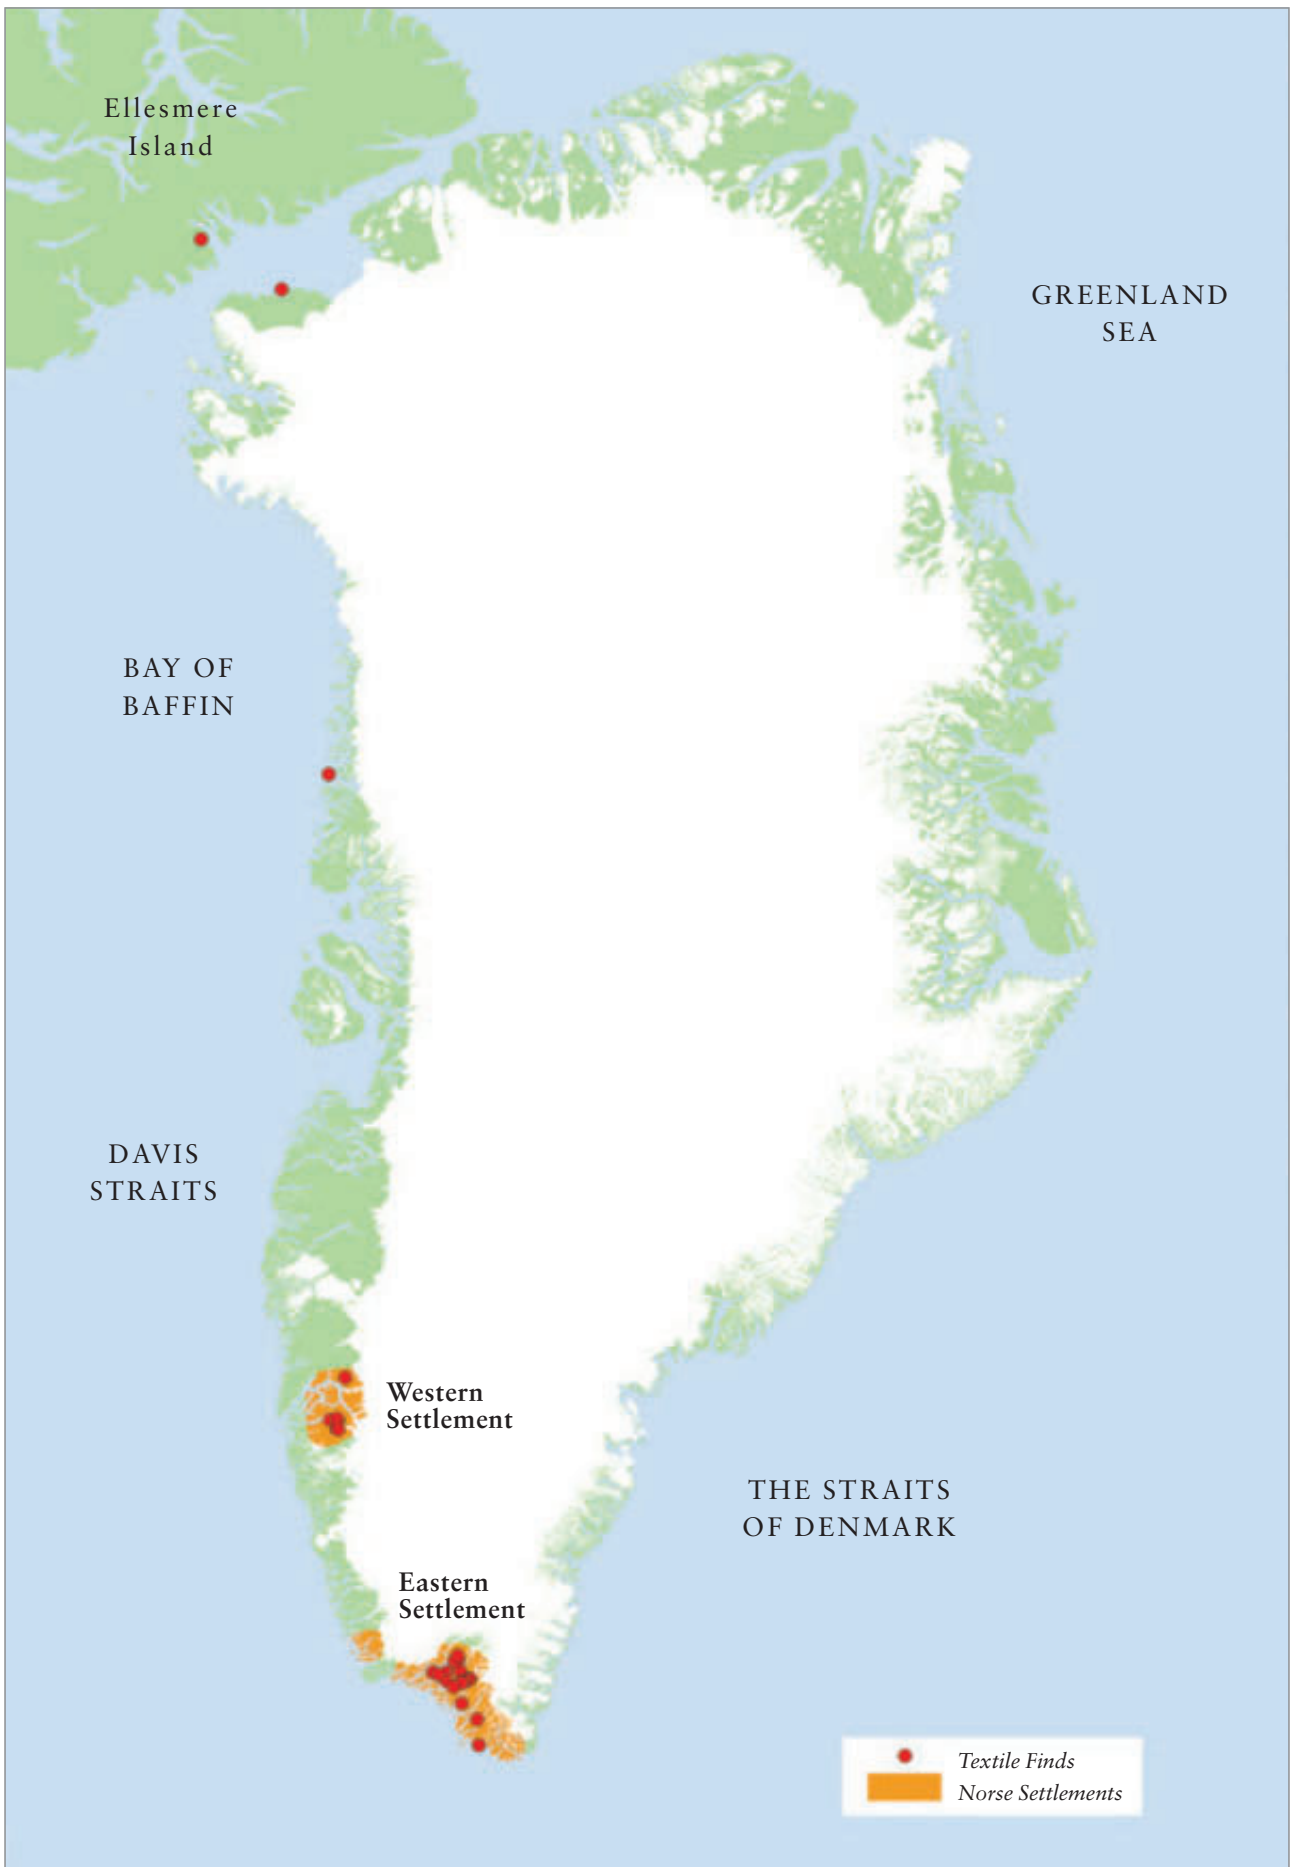 Ellesmere
Island
GREENLAND
SEA
BAY OF
BAFFIN
DAVIS
STRAITS
Western
Settlement
THE STRAITS
OF DENMARK
Eastern
Settlement
Textile Finds
Norse Settlements